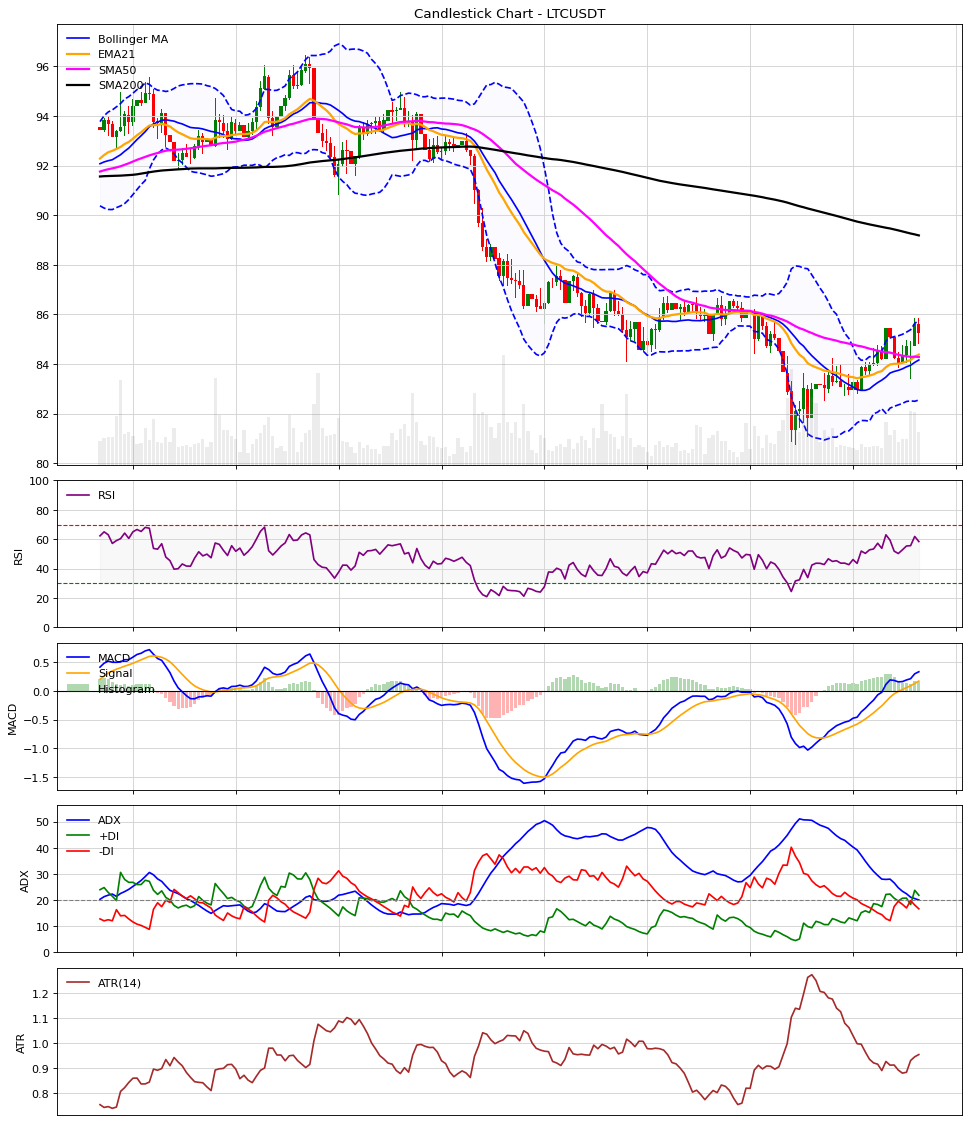 Candlestick Chart - LTCUSDT
Bollinger MA
EMA21
SMA50
SMA200
96
94
92
90
88
86
84
82
80
RSI
100
80
60
40
20
0
RSI
MACD
Signal
Histogram
0.5
0.0
−0.5
−1.0
−1.5
MACD
ADX
+DI
-DI
50
40
30
20
10
0
ADX
ATR(14)
1.2
1.1
1.0
0.9
0.8
ATR